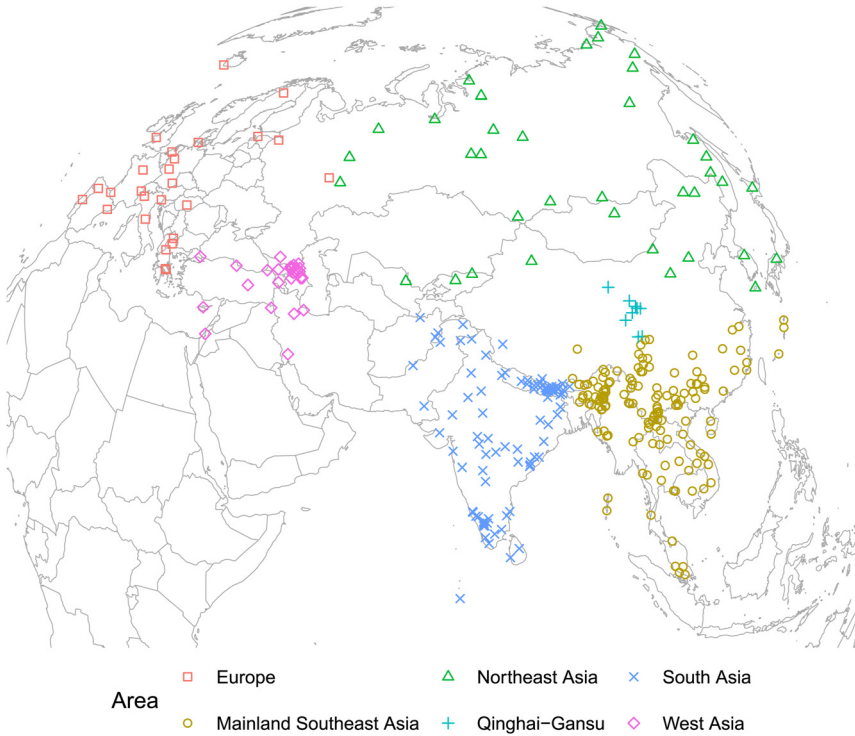 Area
Europe
Northeast Asia
South Asia
Mainland Southeast Asia
Qinghai−Gansu
West Asia